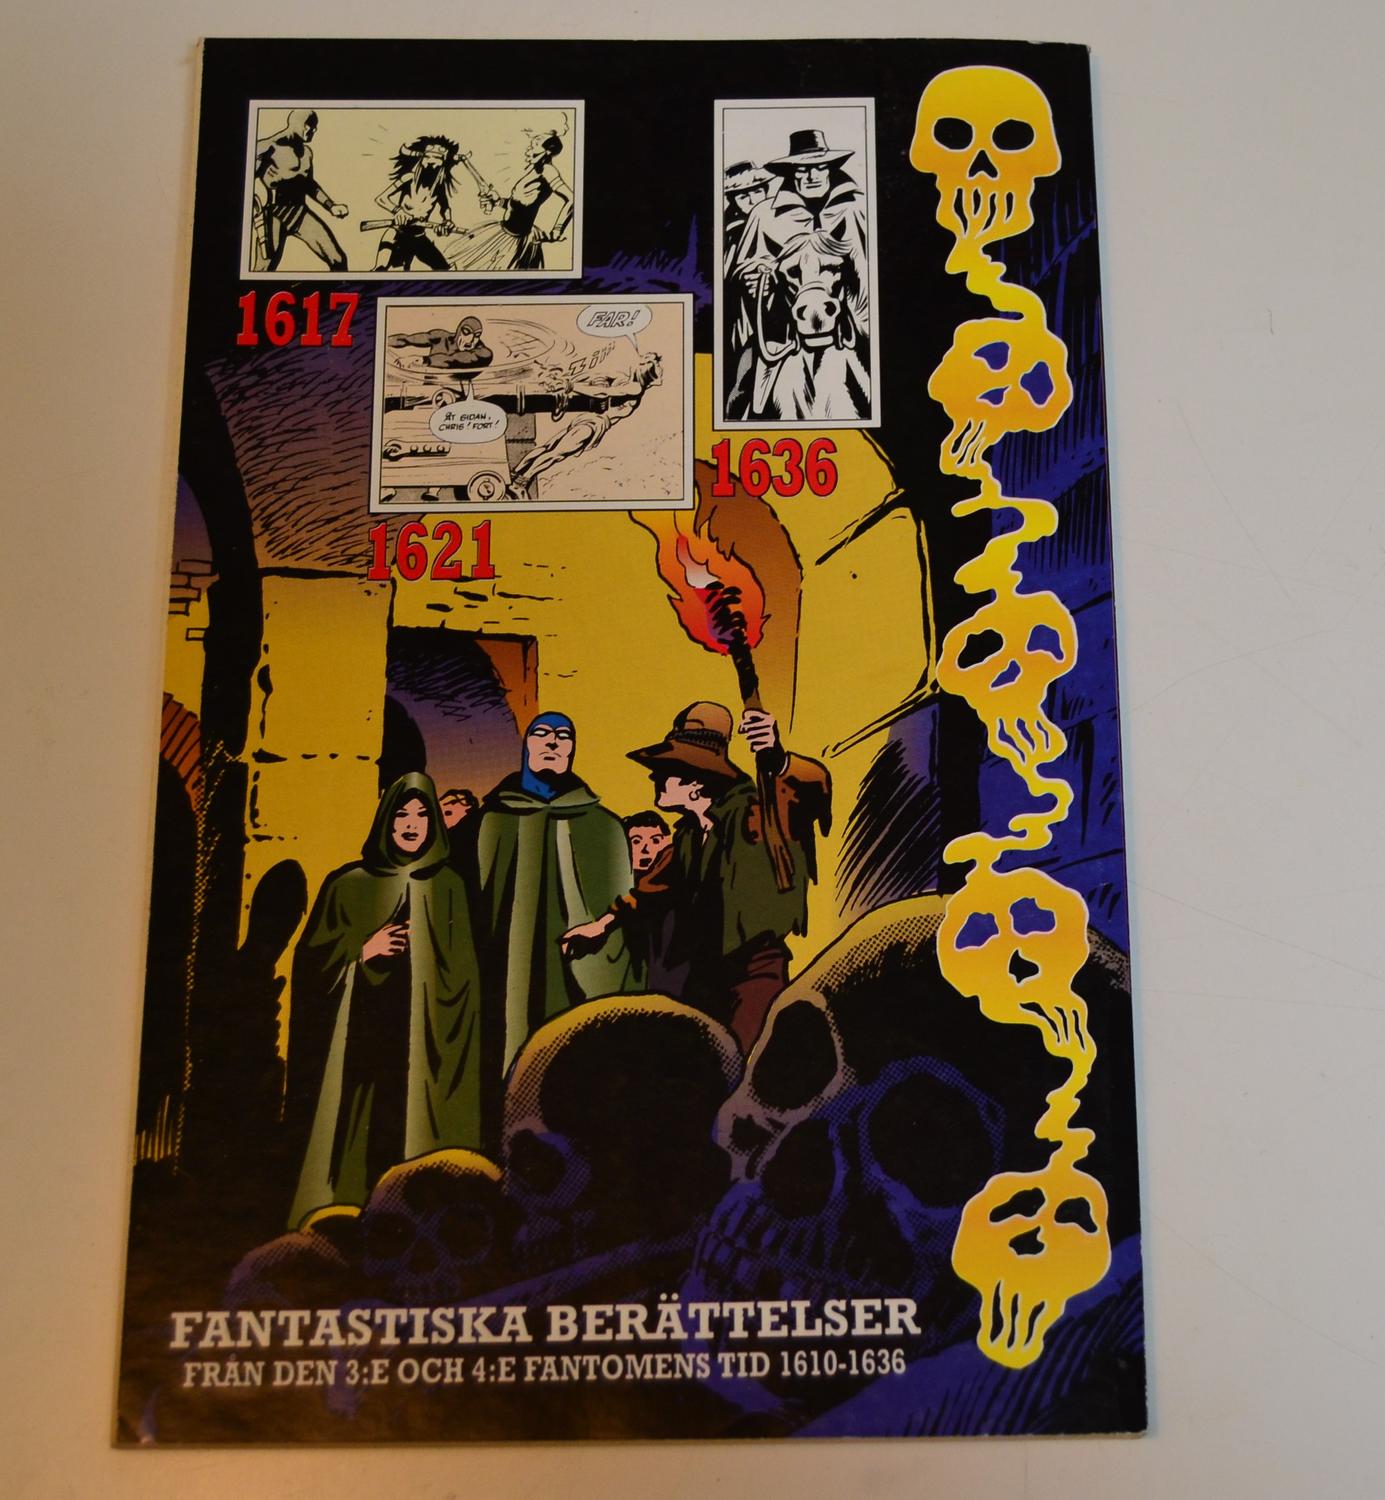 1617
FAR!
ZIII
ÅT SIDAN,
CHRIS! FORT!
1636
1621
FANTASTISKA BERÄTTELSER
FRÅN DEN 3:E OCH 4:E FANTOMENS TID 1610-1636